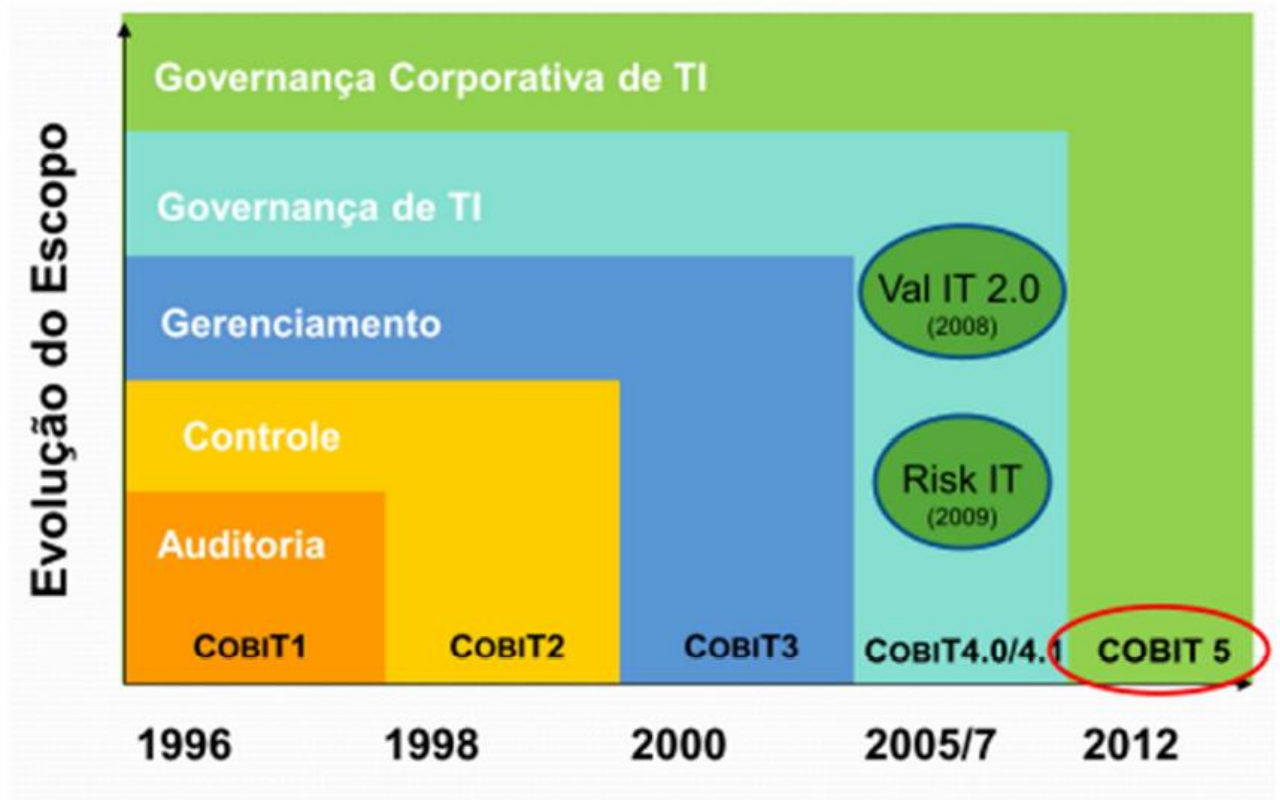 Evolução do Escopo
Governança Corporativa de TI
Governança de TI
Gerenciamento
Controle
Auditoria
Val IT 2.0
(2008)
Risk IT
(2009)
COBIT1
COBIT2
COBIT3
COBIT4.0/4.1
COBIT 5
1996
1998
2000
2005/7
2012